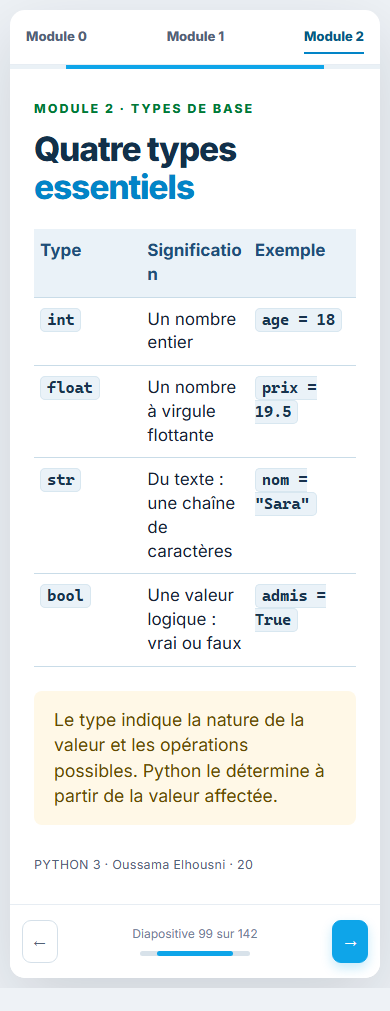 Module 0 Module 1 Module 2
MODULE 2 · TYPES DE BASE
Quatre types
essentiels
Type Significatio Exemple
n
int Un nombre age = 18
entier
float Un nombre prix =
à virgule 19.5
flottante
str Du texte : nom =
une chaîne "Sara"
de
caractères
bool Une valeur admis =
logique : True
vrai ou faux
Le type indique la nature de la
valeur et les opérations
possibles. Python le détermine à
partir de la valeur affectée.
PYTHON 3 · Oussama Elhousni · 20
← Diapositive 99 sur 142 →